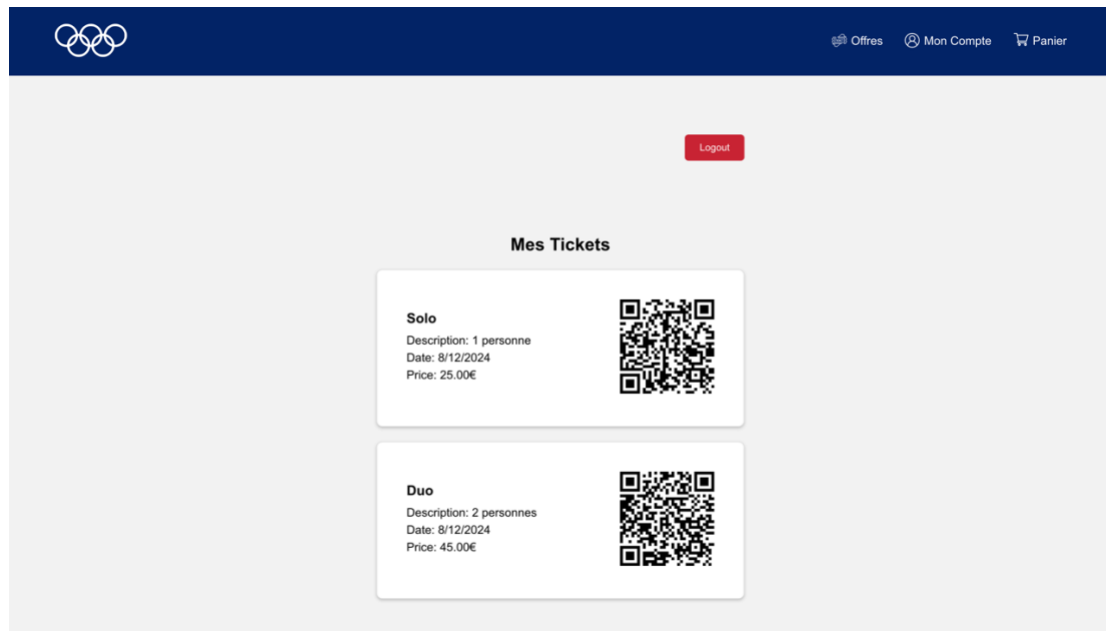 Offres
Mon Compte
Panier
Logout
Mes Tickets
Solo
Description: 1 personne
Date: 8/12/2024
Price: 25.00€
Duo
Description: 2 personnes
Date: 8/12/2024
Price: 45.00€